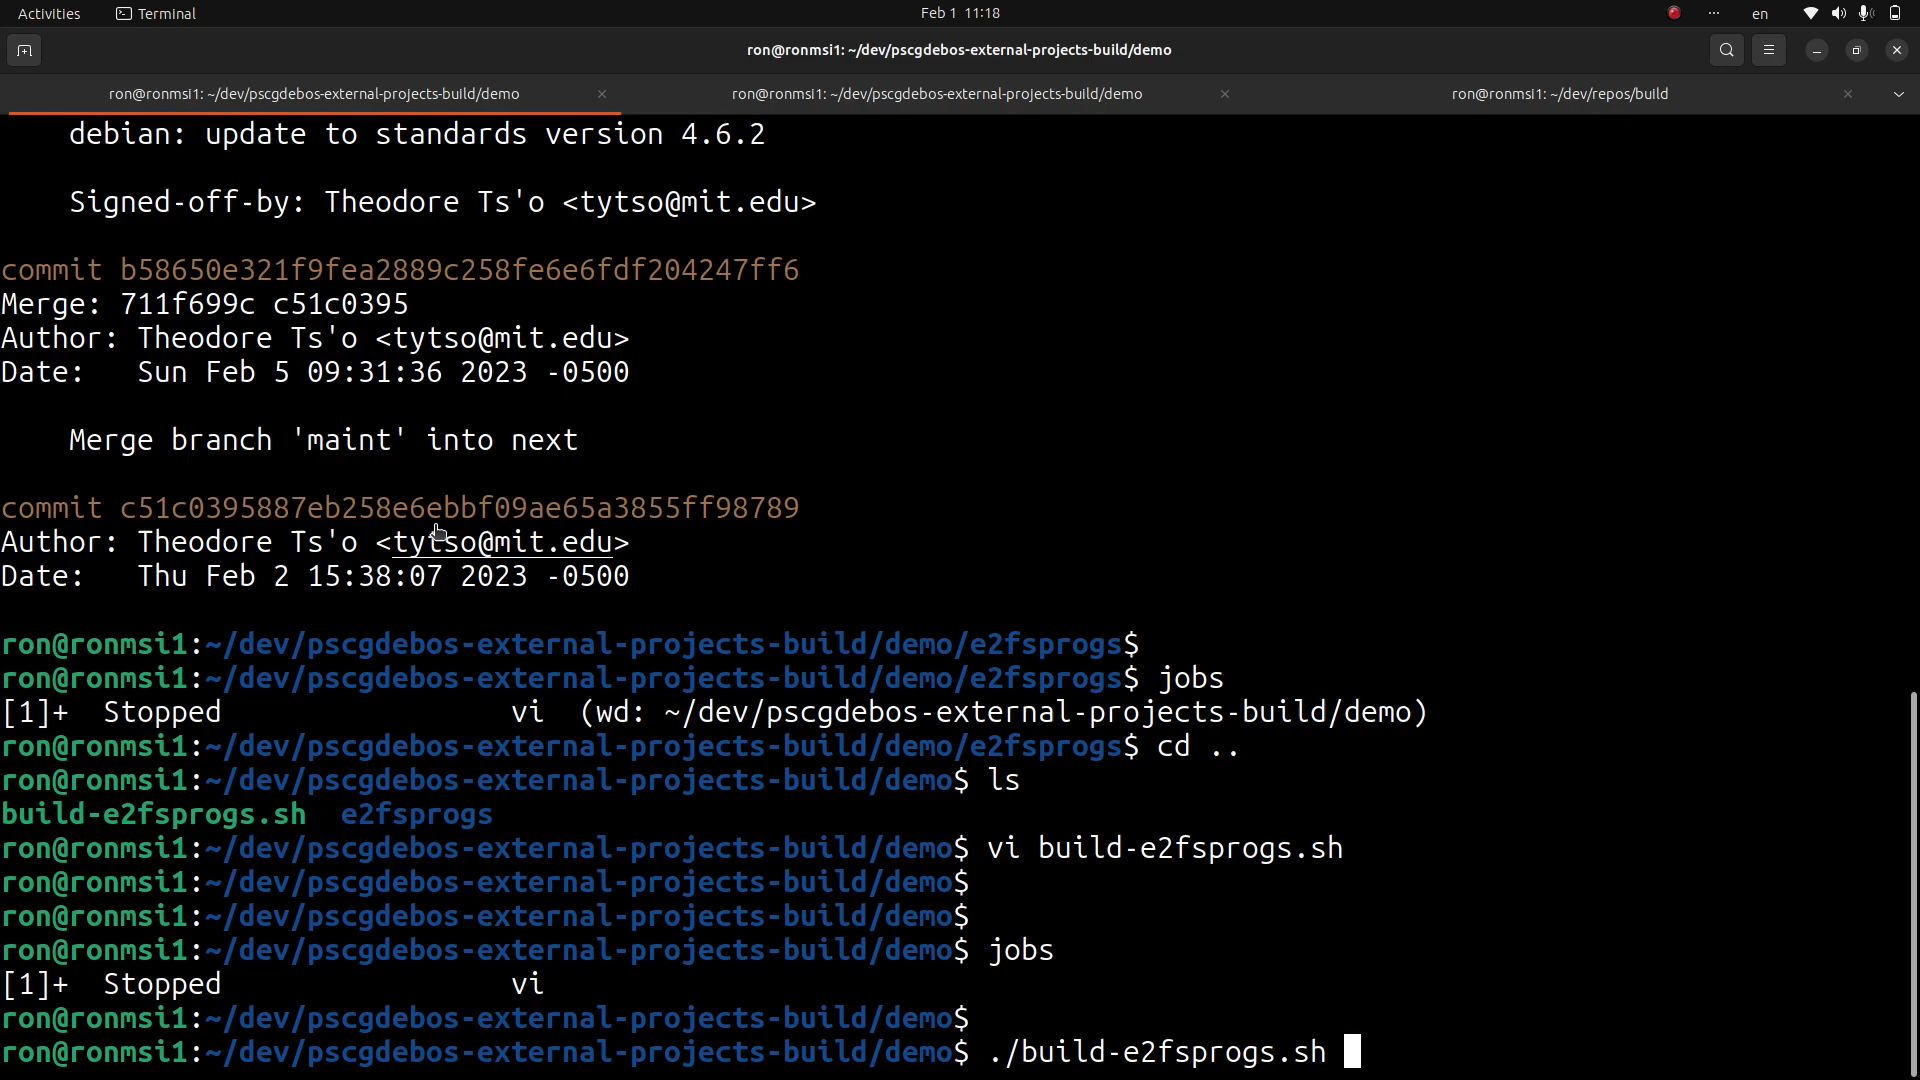 Activities Terminal Feb 1 11:18 en
ron@ronmsi1: ~/dev/pscgdebos-external-projects-build/demo
ron@ronmsi1: ~/dev/pscgdebos-external-projects-build/demo × ron@ronmsi1: ~/dev/pscgdebos-external-projects-build/demo × ron@ronmsi1: ~/dev/repos/build ×
debian: update to standards version 4.6.2
Signed-off-by: Theodore Ts'o <tytso@mit.edu>
commit b58650e321f9fea2889c258fe6e6fdf204247ff6
Merge: 711f699c c51c0395
Author: Theodore Ts'o <tytso@mit.edu>
Date:   Sun Feb 5 09:31:36 2023 -0500
Merge branch 'maint' into next
commit c51c0395887eb258e6ebbf09ae65a3855ff98789
Author: Theodore Ts'o <tytso@mit.edu>
Date:   Thu Feb 2 15:38:07 2023 -0500
ron@ronmsi1:~/dev/pscgdebos-external-projects-build/demo/e2fsprogs$
ron@ronmsi1:~/dev/pscgdebos-external-projects-build/demo/e2fsprogs$ jobs
[1]+  Stopped                 vi  (wd: ~/dev/pscgdebos-external-projects-build/demo)
ron@ronmsi1:~/dev/pscgdebos-external-projects-build/demo/e2fsprogs$ cd ..
ron@ronmsi1:~/dev/pscgdebos-external-projects-build/demo$ ls
build-e2fsprogs.sh  e2fsprogs
ron@ronmsi1:~/dev/pscgdebos-external-projects-build/demo$ vi build-e2fsprogs.sh
ron@ronmsi1:~/dev/pscgdebos-external-projects-build/demo$
ron@ronmsi1:~/dev/pscgdebos-external-projects-build/demo$
ron@ronmsi1:~/dev/pscgdebos-external-projects-build/demo$ jobs
[1]+  Stopped                 vi
ron@ronmsi1:~/dev/pscgdebos-external-projects-build/demo$
ron@ronmsi1:~/dev/pscgdebos-external-projects-build/demo$ ./build-e2fsprogs.sh